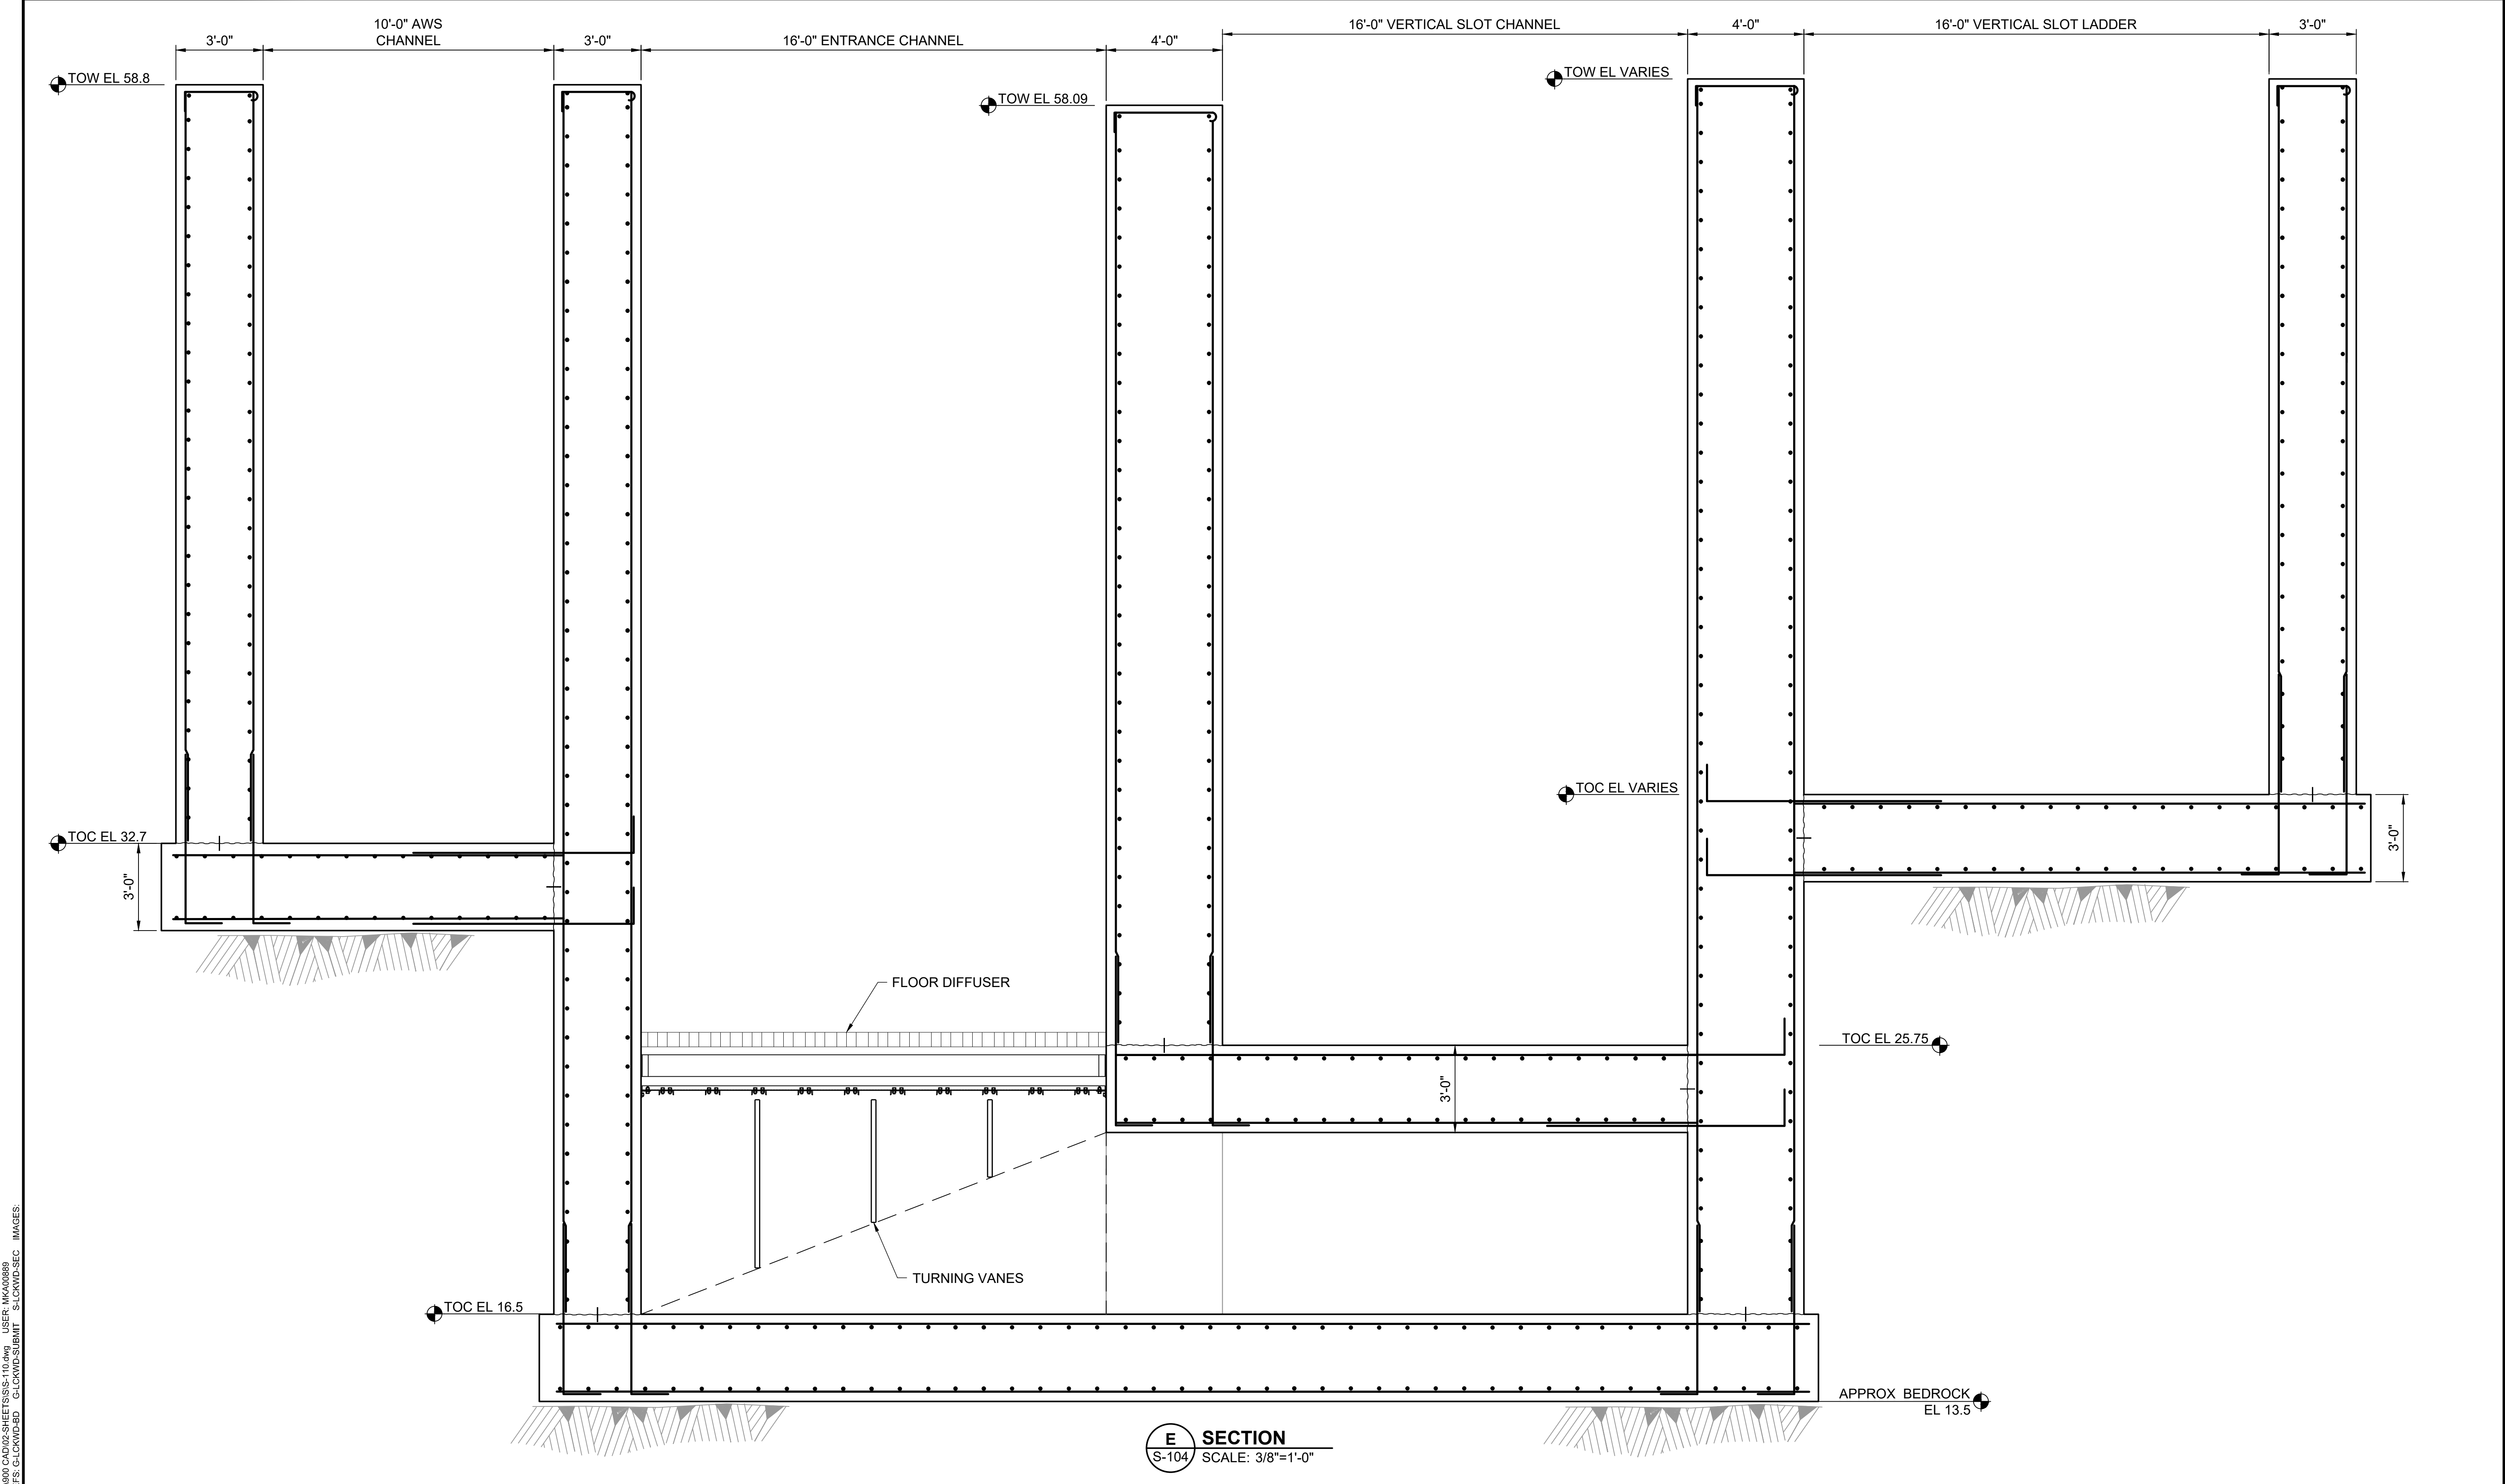 10'-0" AWS
CHANNEL
3'-0"
3'-0"
16'-0" ENTRANCE CHANNEL
4'-0"
16'-0" VERTICAL SLOT CHANNEL
4'-0"
16'-0" VERTICAL SLOT LADDER
3'-0"
TOW EL 58.8
TOW EL 58.09
TOW EL VARIES
TOC EL VARIES
TOC EL 32.7
3'-0"
3'-0"
FLOOR DIFFUSER
TOC EL 25.75
3'-0"
TURNING VANES
TOC EL 16.5
APPROX BEDROCK
EL 13.5
E
S-104
SECTION
SCALE: 3/8"=1'-0"
900 CAD\02-SHEETS\S\S-110.dwg USER: MKA00889
FS: G-LCKWD-BD G-LCKWD-SUBMIT S-LCKWD-SEC IMAGES: